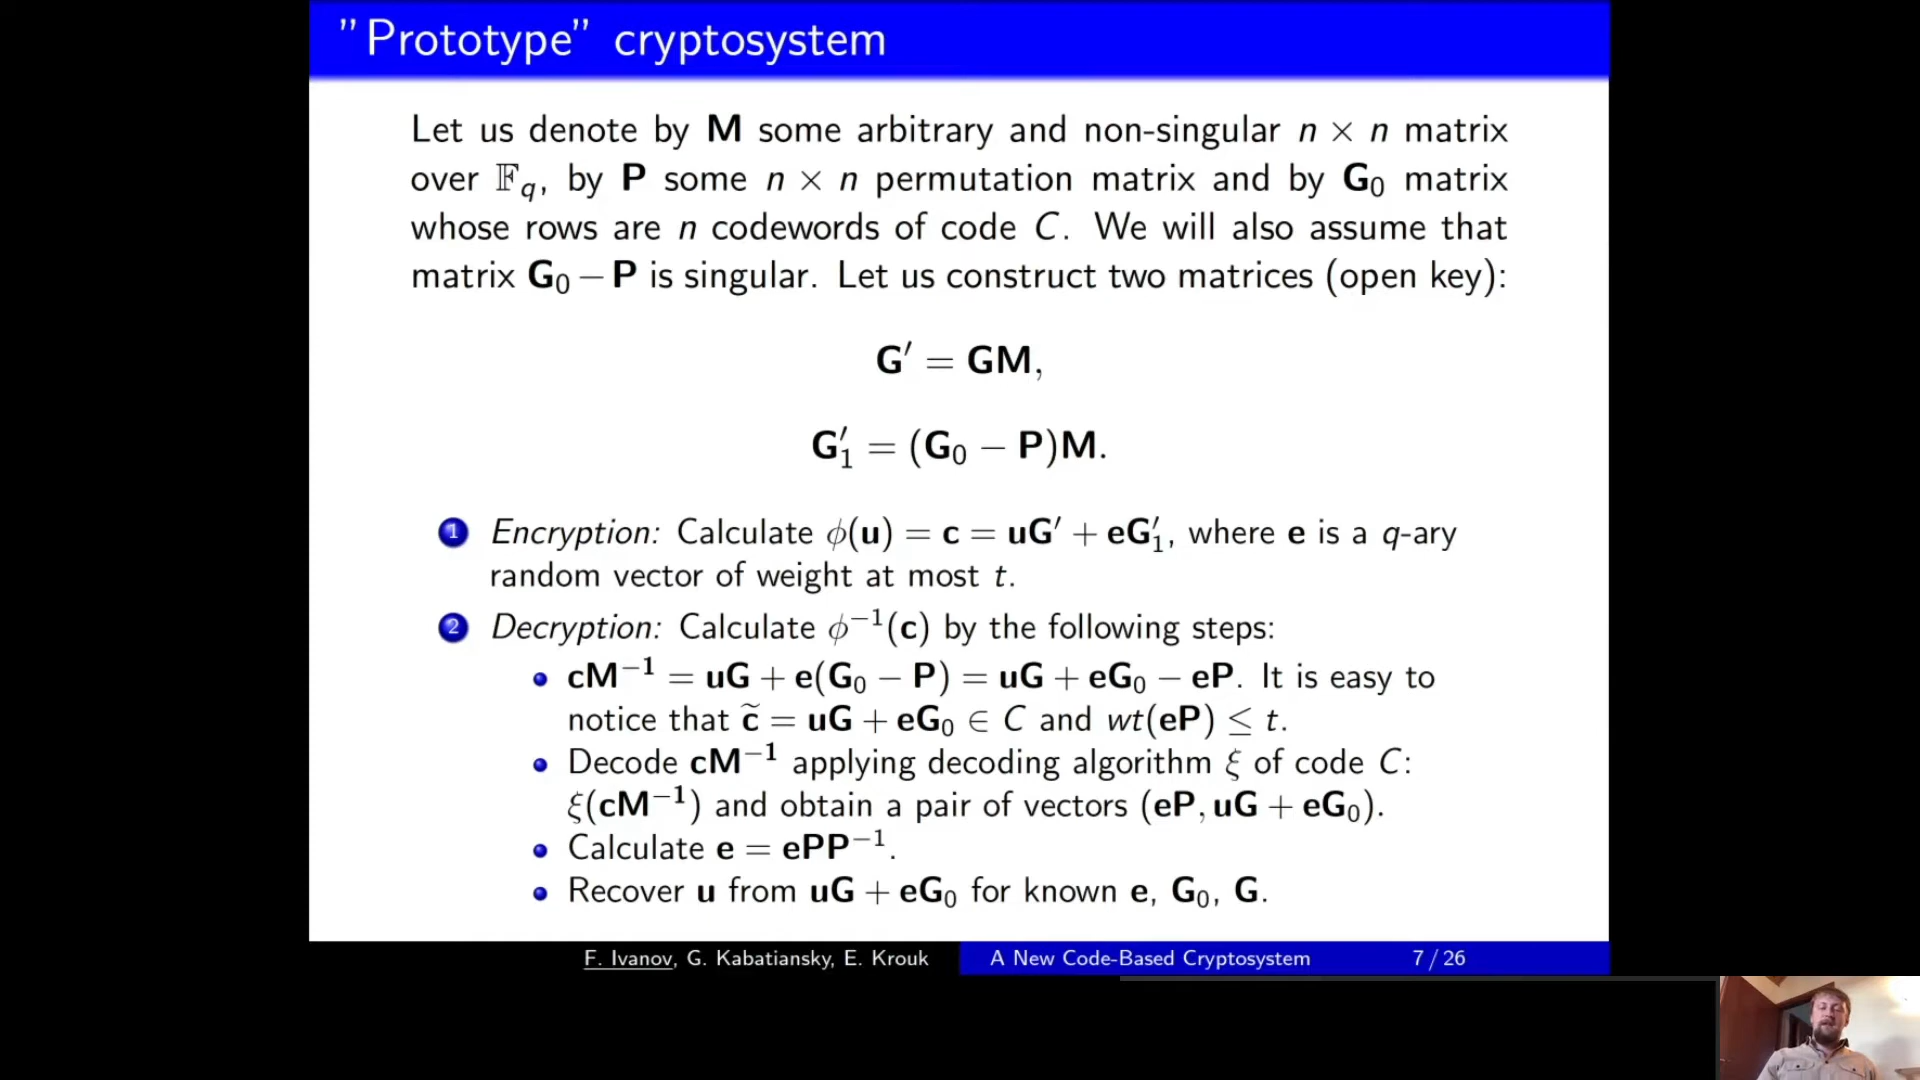 ”Prototype” cryptosystem
Let us denote by M some arbitrary and non-singular n × n matrix
over 𝔽_q, by P some n × n permutation matrix and by G₀ matrix
whose rows are n codewords of code C. We will also assume that
matrix G₀ − P is singular. Let us construct two matrices (open key):
G′ = GM,
G′₁ = (G₀ − P)M.
1 Encryption: Calculate ϕ(u) = c = uG′ + eG′₁, where e is a q-ary
random vector of weight at most t.
2 Decryption: Calculate ϕ⁻¹(c) by the following steps:
• cM⁻¹ = uG + e(G₀ − P) = uG + eG₀ − eP. It is easy to
notice that c̃ = uG + eG₀ ∈ C and wt(eP) ≤ t.
• Decode cM⁻¹ applying decoding algorithm ξ of code C:
ξ(cM⁻¹) and obtain a pair of vectors (eP, uG + eG₀).
• Calculate e = ePP⁻¹.
• Recover u from uG + eG₀ for known e, G₀, G.
F. Ivanov, G. Kabatiansky, E. Krouk A New Code-Based Cryptosystem 7 / 26